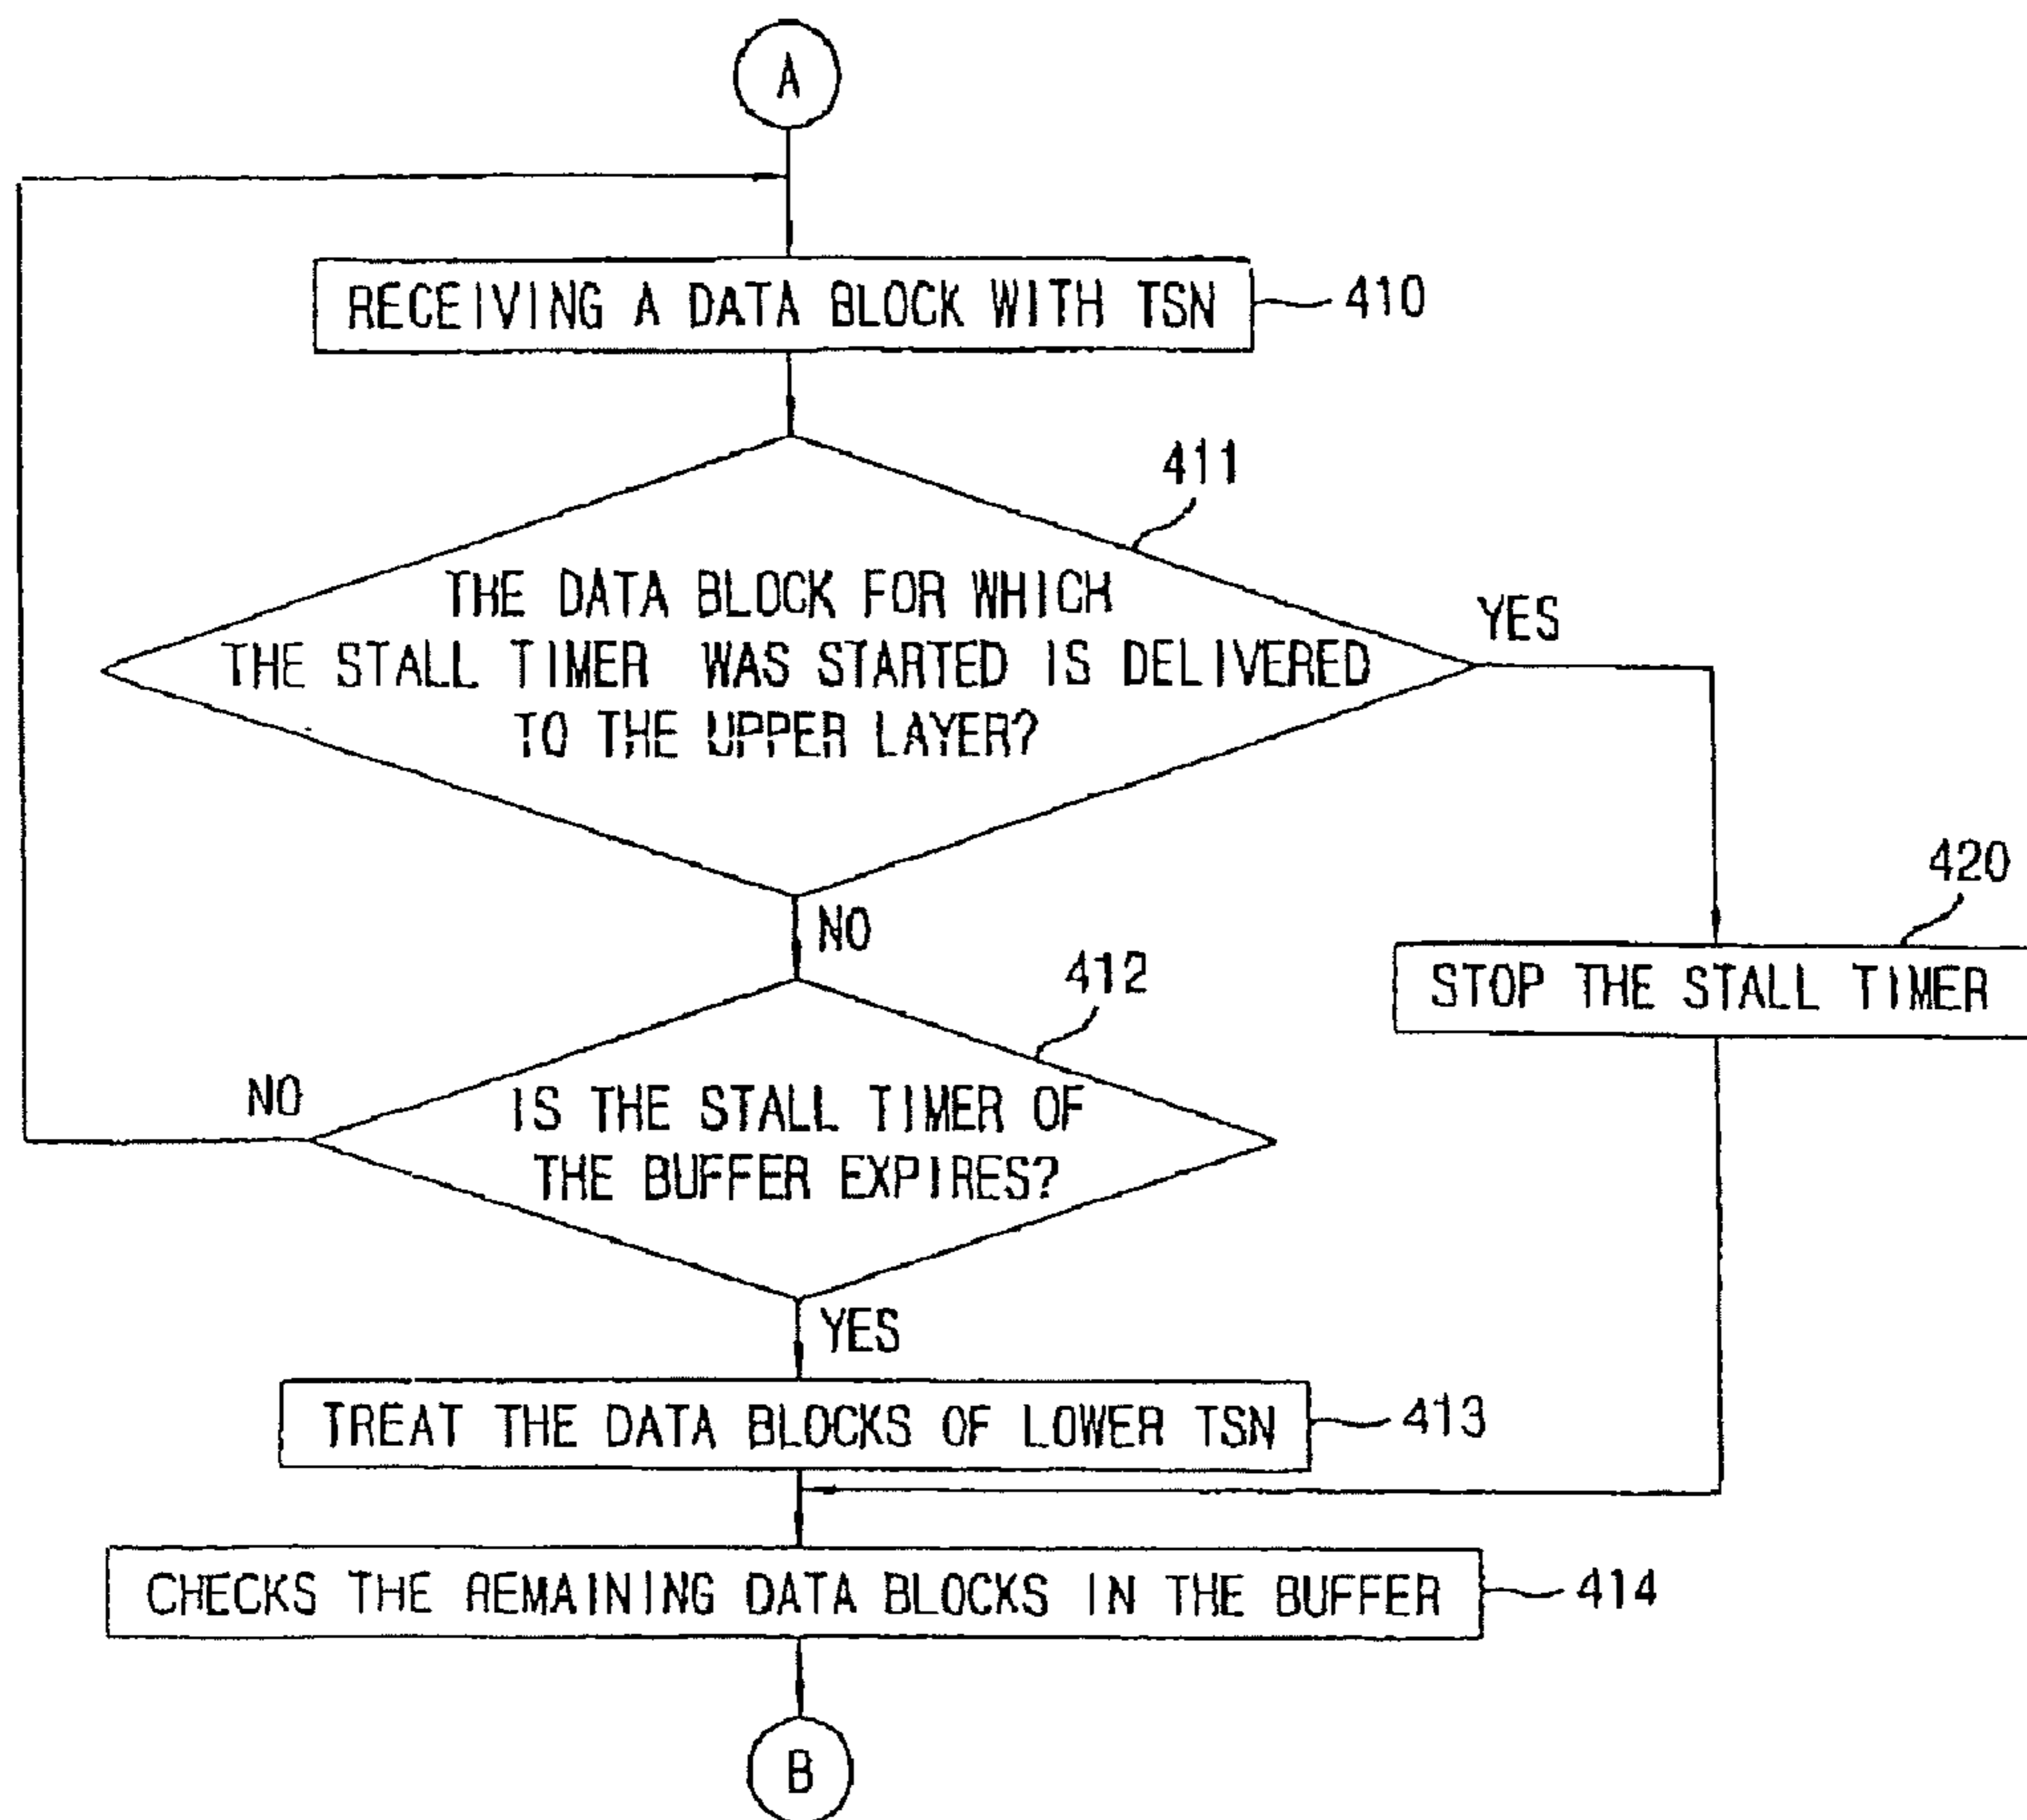 A
RECEIVING A DATA BLOCK WITH TSN
410
411
THE DATA BLOCK FOR WHICH
THE STALL TIMER WAS STARTED IS DELIVERED
TO THE UPPER LAYER?
YES
420
NO
STOP THE STALL TIMER
412
NO
IS THE STALL TIMER OF
THE BUFFER EXPIRES?
YES
TREAT THE DATA BLOCKS OF LOWER TSN
413
CHECKS THE REMAINING DATA BLOCKS IN THE BUFFER
414
B